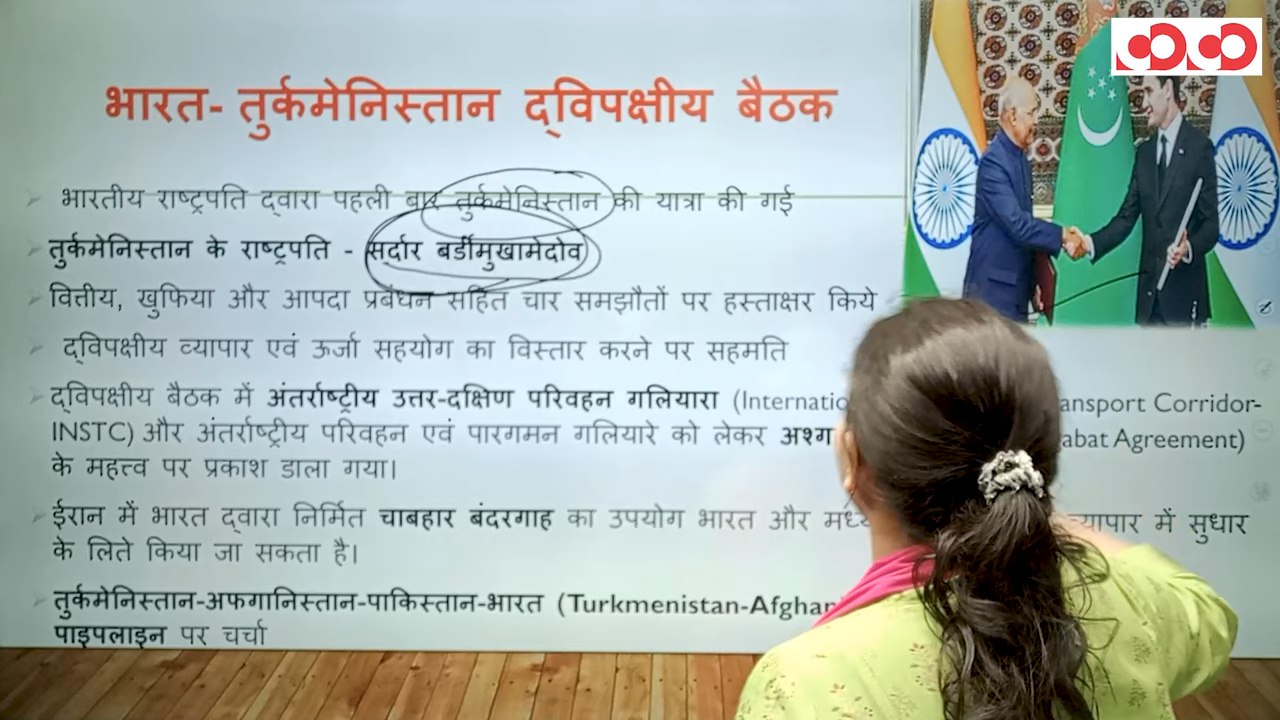 भारत- तुर्कमेनिस्तान द्विपक्षीय बैठक
भारतीय राष्ट्रपति द्वारा पहली बार तुर्कमेनिस्तान की यात्रा की गई
तुर्कमेनिस्तान के राष्ट्रपति - सर्दार बर्डीमुखामेदोव
वित्तीय, खुफिया और आपदा प्रबंधन सहित चार समझौतों पर हस्ताक्षर किये
द्विपक्षीय व्यापार एवं ऊर्जा सहयोग का विस्तार करने पर सहमति
द्विपक्षीय बैठक में अंतर्राष्ट्रीय उत्तर-दक्षिण परिवहन गलियारा (Internatio ansport Corridor-
INSTC) और अंतर्राष्ट्रीय परिवहन एवं पारगमन गलियारे को लेकर अश्ग abat Agreement)
के महत्त्व पर प्रकाश डाला गया।
ईरान में भारत द्वारा निर्मित चाबहार बंदरगाह का उपयोग भारत और मध्य व्यापार में सुधार
के लिते किया जा सकता है।
तुर्कमेनिस्तान-अफगानिस्तान-पाकिस्तान-भारत (Turkmenistan-Afghan
पाइपलाइन पर चर्चा